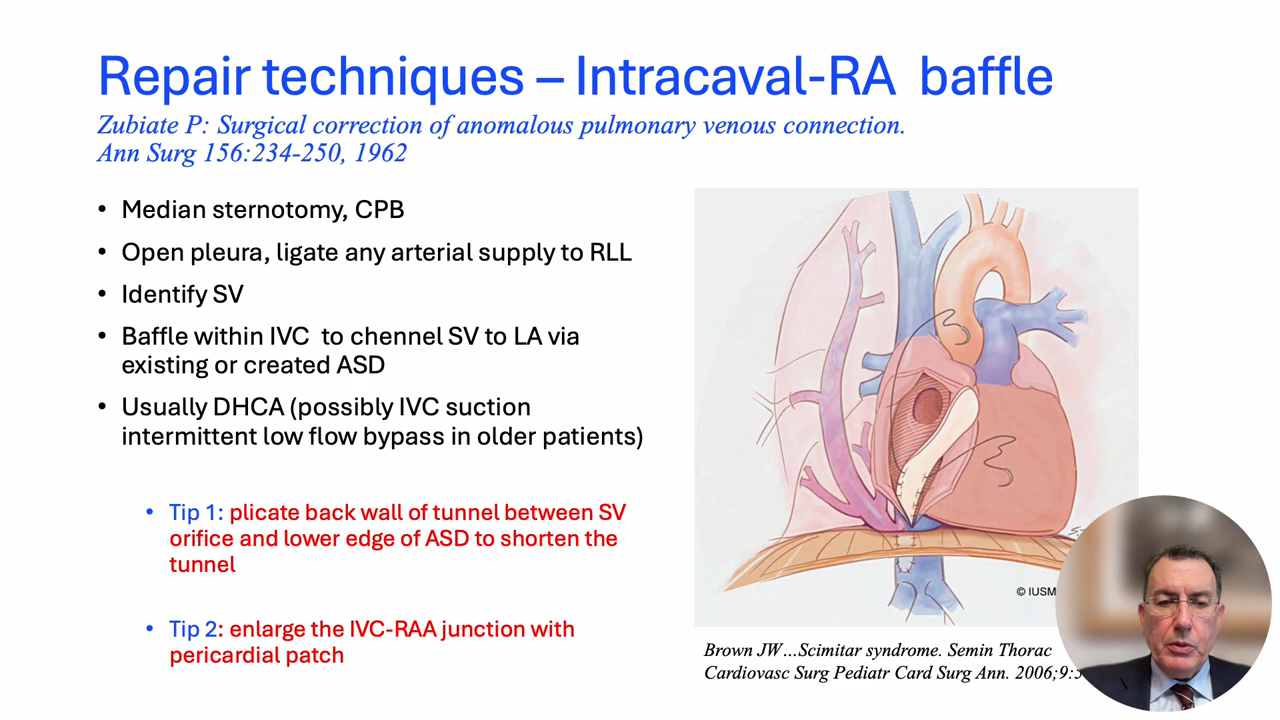 Repair techniques – Intracaval-RA baffle
Zubiate P: Surgical correction of anomalous pulmonary venous connection.
Ann Surg 156:234-250, 1962
• Median sternotomy, CPB
• Open pleura, ligate any arterial supply to RLL
• Identify SV
• Baffle within IVC to chennel SV to LA via
existing or created ASD
• Usually DHCA (possibly IVC suction
intermittent low flow bypass in older patients)
• Tip 1: plicate back wall of tunnel between SV
orifice and lower edge of ASD to shorten the
tunnel
• Tip 2: enlarge the IVC-RAA junction with
pericardial patch
© IUSM
Brown JW…Scimitar syndrome. Semin Thorac
Cardiovasc Surg Pediatr Card Surg Ann. 2006;9: